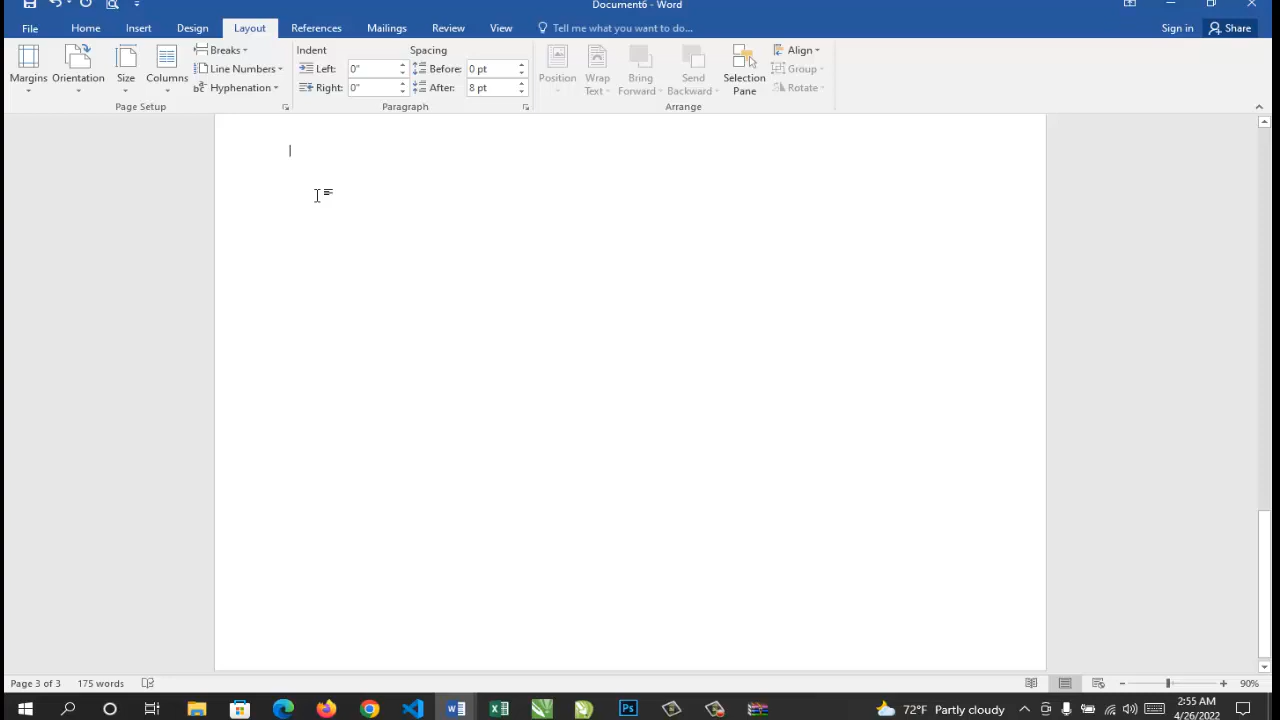 Document6 - Word
File Home Insert Design Layout References Mailings Review View Tell me what you want to do... Sign in Share
Margins Orientation Size Columns
Breaks
Line Numbers
Hyphenation
Page Setup
Indent Spacing
Left: 0" Before: 0 pt
Right: 0" After: 8 pt
Paragraph
Position Wrap Text Bring Forward Send Backward Selection Pane
Align
Group
Rotate
Arrange
Page 3 of 3 175 words 90%
72°F Partly cloudy 2:55 AM
4/26/2022